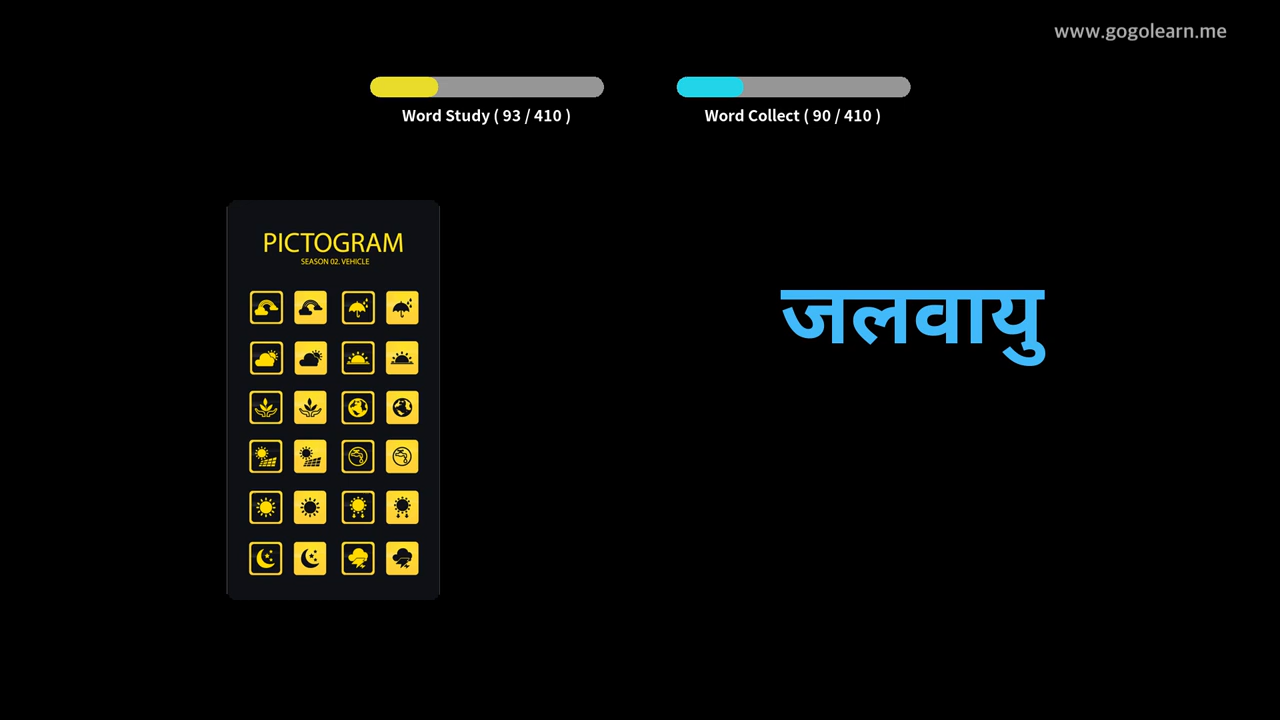 www.gogolearn.me
Word Study ( 93 / 410 )
Word Collect ( 90 / 410 )
PICTOGRAM
SEASON 02. VEHICLE
जलवायु